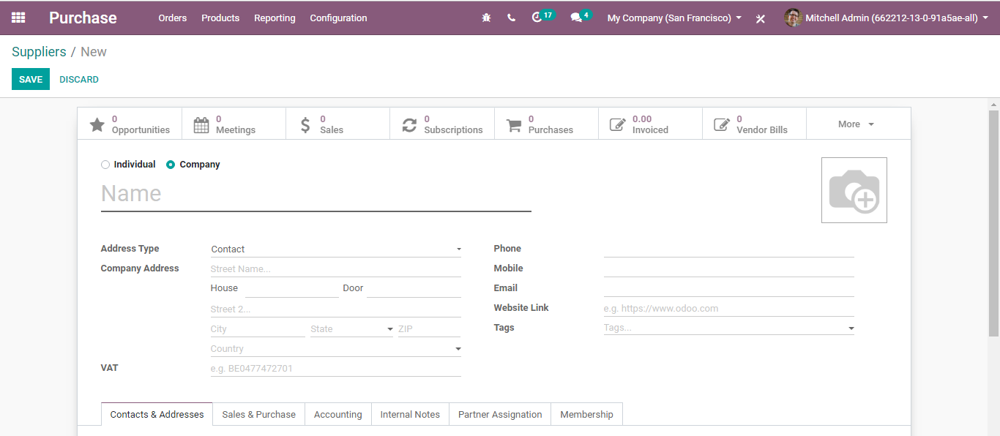 Purchase Orders Products Reporting Configuration 17 4 My Company (San Francisco) Mitchell Admin (662212-13-0-91a5ae-all)
Suppliers / New
SAVE DISCARD
0 Opportunities
0 Meetings
0 Sales
0 Subscriptions
0 Purchases
0.00 Invoiced
0 Vendor Bills
More
Individual Company
Name
Address Type Contact
Company Address Street Name...
House Door
Street 2...
City State ZIP
Country
VAT e.g. BE0477472701
Phone
Mobile
Email
Website Link e.g. https://www.odoo.com
Tags Tags...
Contacts & Addresses Sales & Purchase Accounting Internal Notes Partner Assignation Membership